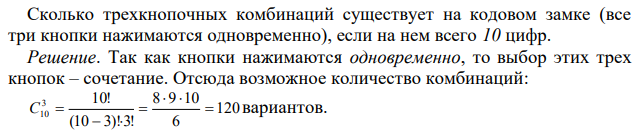 Сколько трехкнопочных комбинаций существует на кодовом замке (все
три кнопки нажимаются одновременно), если на нем всего 10 цифр.
Решение. Так как кнопки нажимаются одновременно, то выбор этих трех
кнопок – сочетание. Отсюда возможное количество комбинаций:
C₁₀³ = 10! / (10 − 3)!·3! = 8·9·10 / 6 = 120 вариантов.